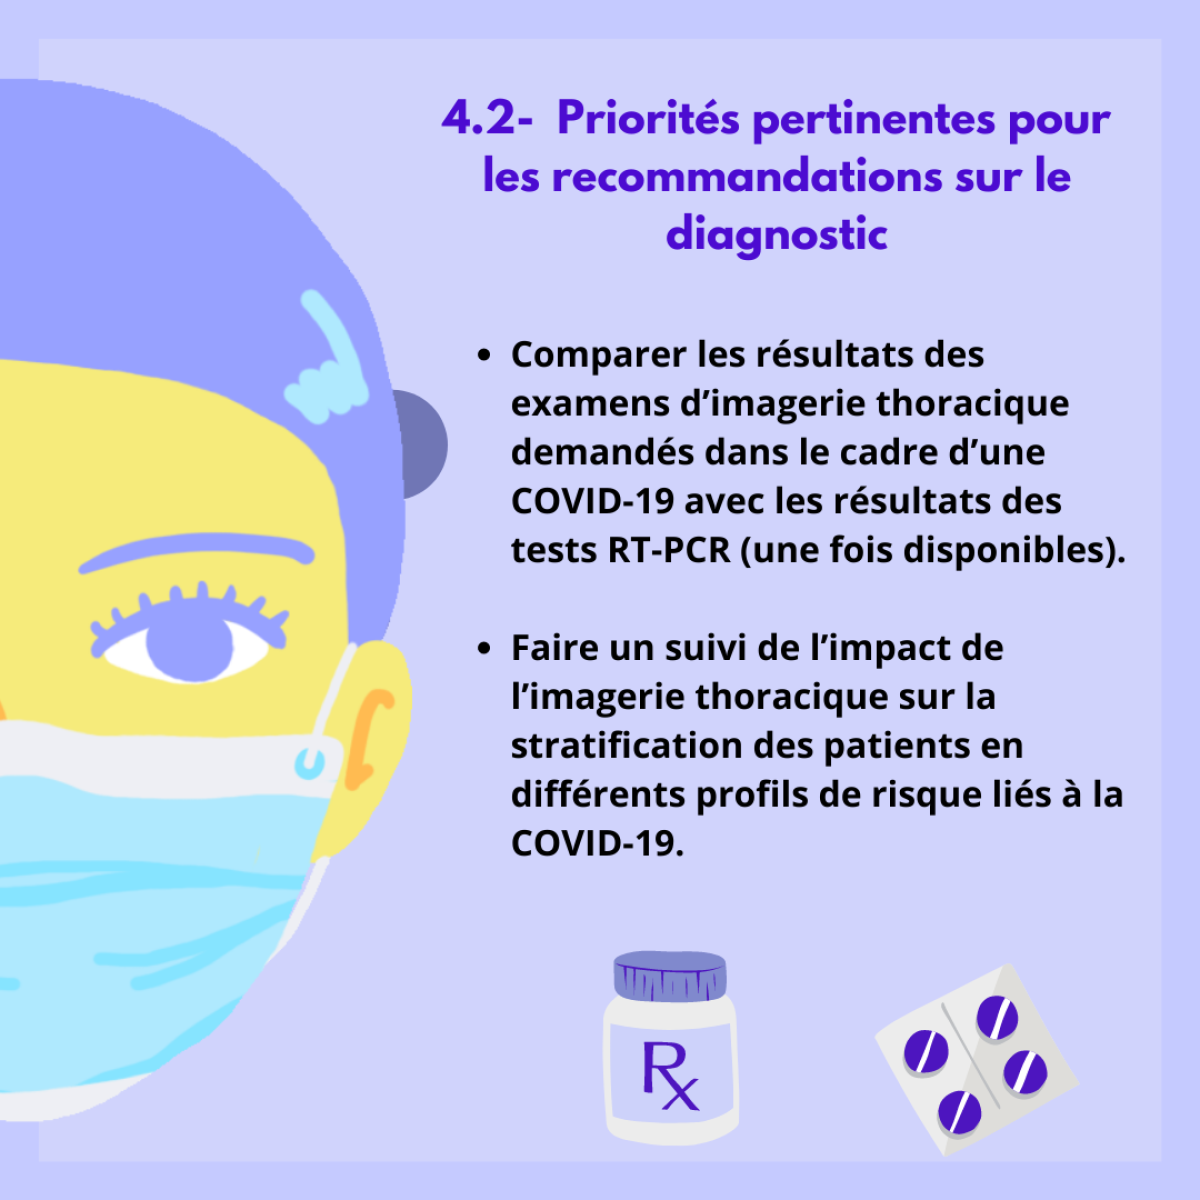 4.2- Priorités pertinentes pour
les recommandations sur le
diagnostic
• Comparer les résultats des
examens d’imagerie thoracique
demandés dans le cadre d’une
COVID-19 avec les résultats des
tests RT-PCR (une fois disponibles).
• Faire un suivi de l’impact de
l’imagerie thoracique sur la
stratification des patients en
différents profils de risque liés à la
COVID-19.
Rx